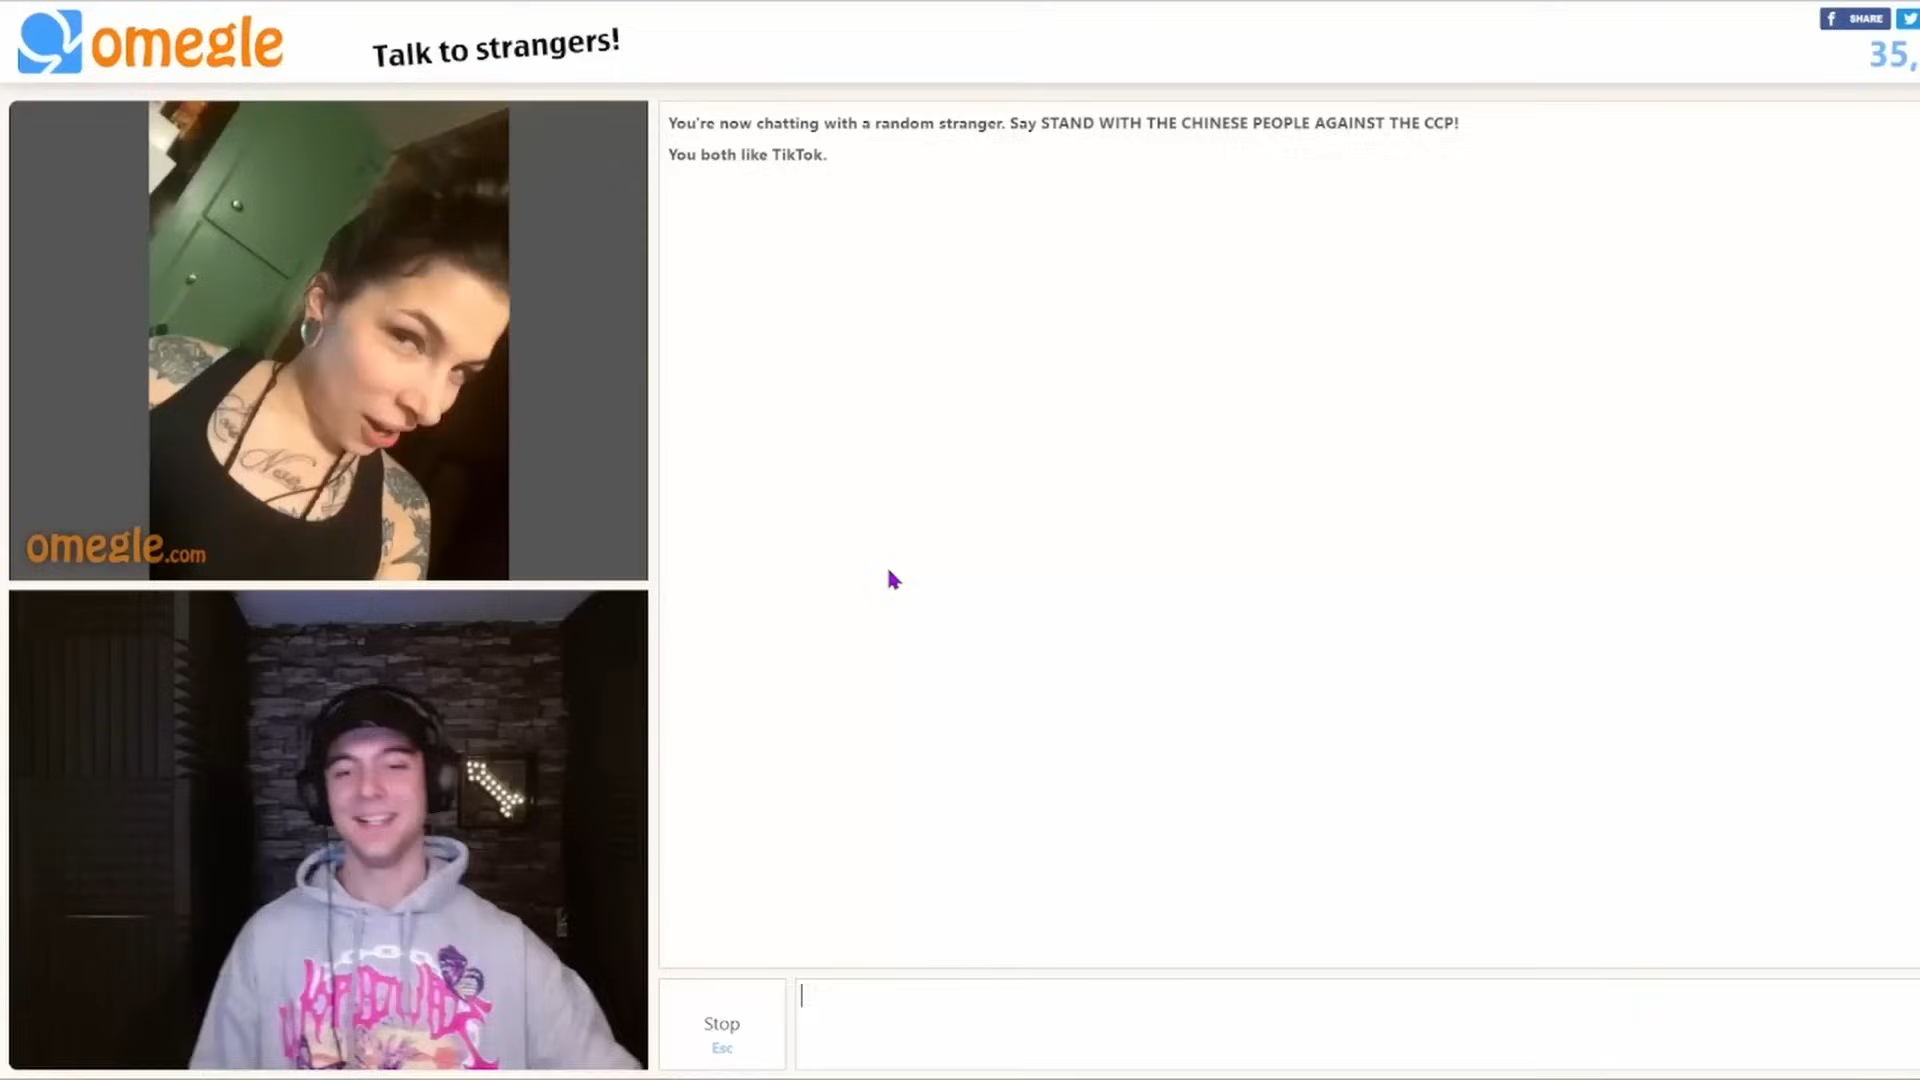 omegle
Talk to strangers!
f SHARE
35,
You're now chatting with a random stranger. Say STAND WITH THE CHINESE PEOPLE AGAINST THE CCP!
You both like TikTok.
omegle.com
Stop
Esc